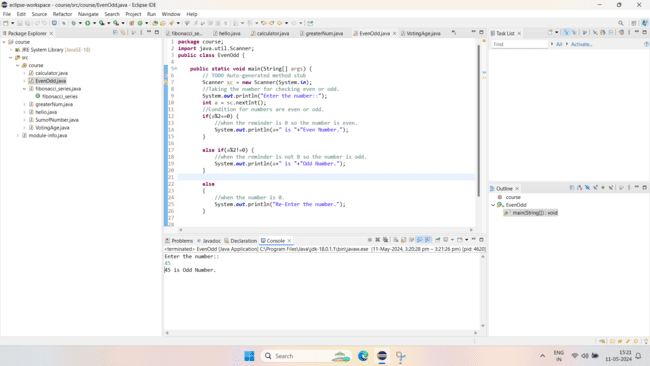 eclipse-workspace - course/src/course/EvenOdd.java - Eclipse IDE
File Edit Source Refactor Navigate Search Project Run Window Help
Package Explorer
course
JRE System Library [JavaSE-18]
src
course
calculator.java
EvenOdd.java
fibonacci_series.java
fibonacci_series
greaterNum.java
helin.java
SumofNumber.java
VotingAge.java
module-info.java
fibonacci_se... helin.java calculator.java greaterNum.java EvenOdd.java VotingAge.java
1 package course;
2 import java.util.Scanner;
3 public class EvenOdd {
4
5 public static void main(String[] args) {
6 // TODO Auto-generated method stub
7 Scanner sc = new Scanner(System.in);
8 //Taking the number for checking even or odd.
9 System.out.println("Enter the number::");
10 int a = sc.nextInt();
11 //Condition for numbers are even or odd.
12 if(a%2==0) {
13 //when the reminder is 0 so the number is even.
14 System.out.println(a+" is "+"Even Number.");
15 }
16
17 else if(a%2!=0) {
18 //when the reminder is not 0 so the number is odd.
19 System.out.println(a+" is "+"Odd Number.");
20 }
21
22 else
23 {
24 //when the number is 0.
25 System.out.println("Re-Enter the number.");
26 }
27
28
Problems Javadoc Declaration Console
<terminated> EvenOdd [Java Application] C:\Program Files\Java\jdk-18.0.1.1\bin\javaw.exe (11-May-2024, 3:20:28 pm – 3:21:26 pm) [pid: 4620]
Enter the number::
45
45 is Odd Number.
Task List
Find All Activate...
Outline
course
EvenOdd
main(String[]) : void
Search
ENG
IN
15:21
11-05-2024